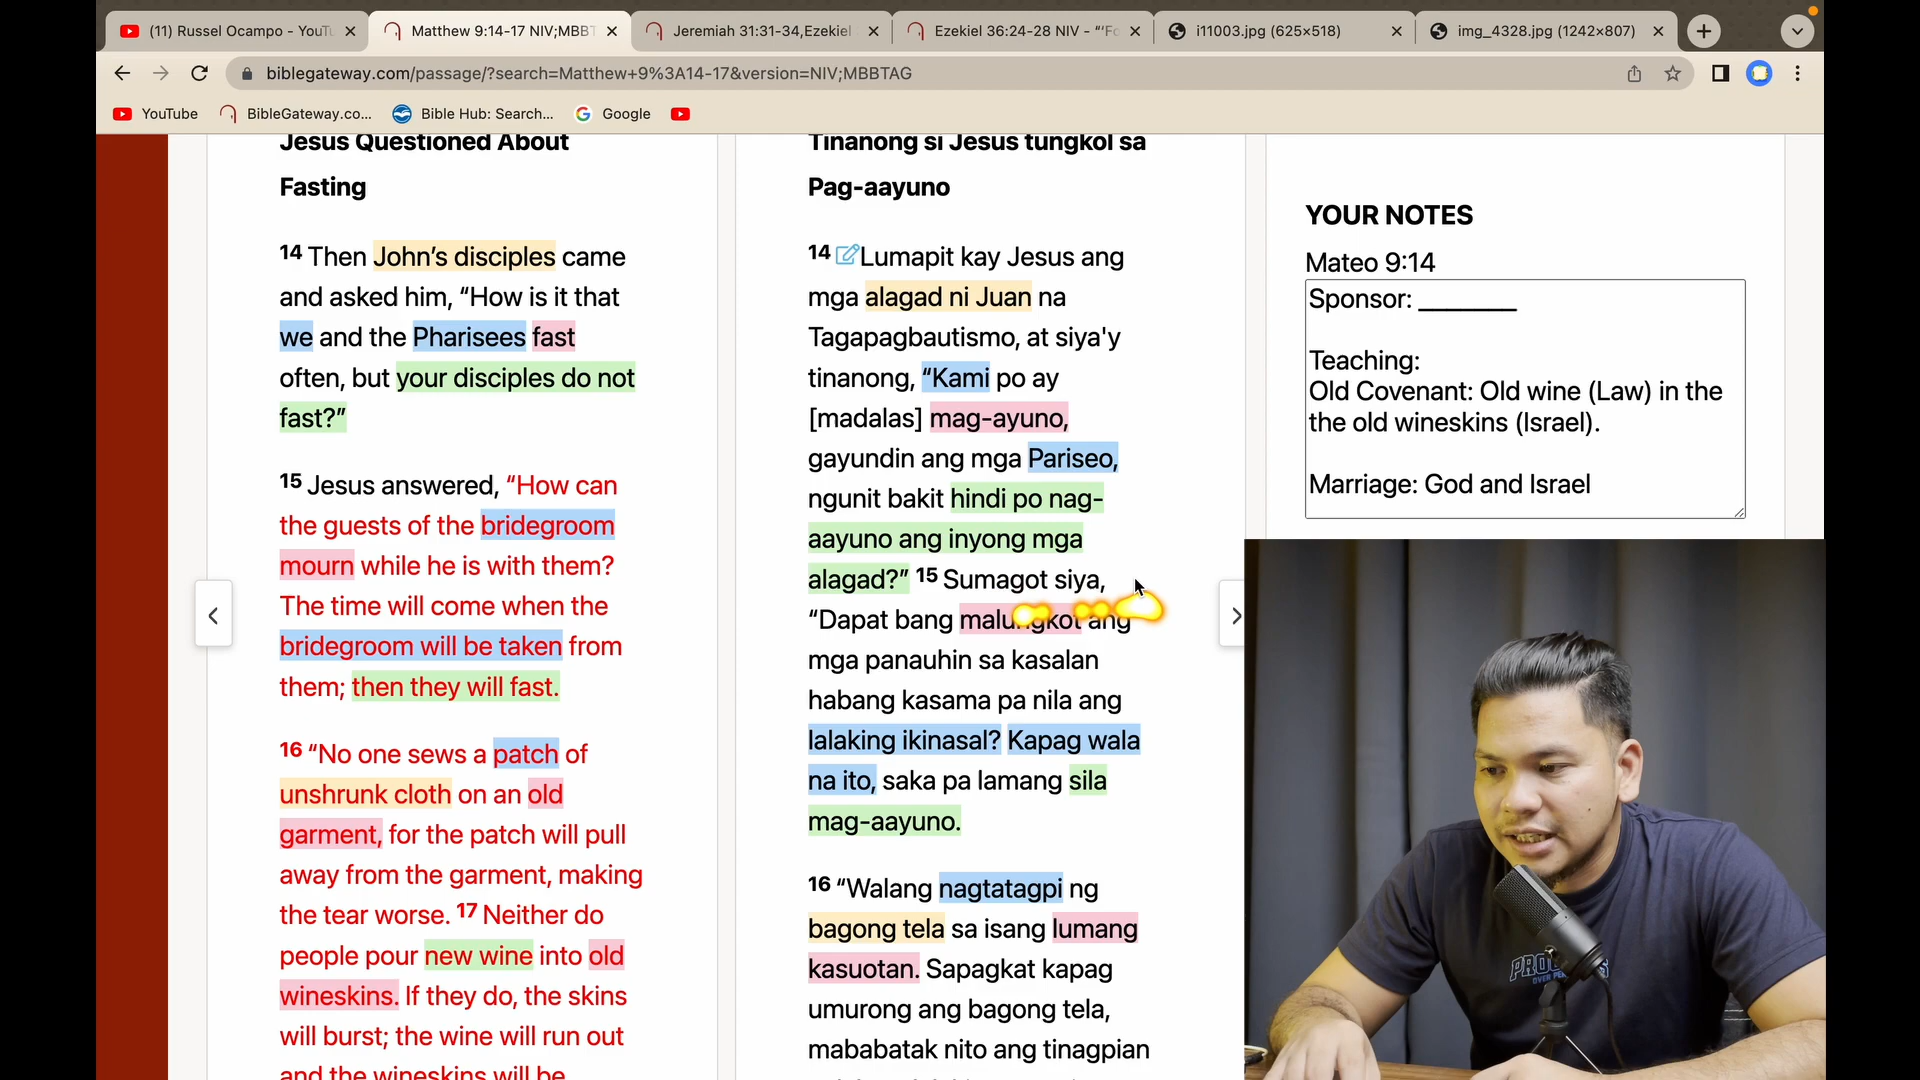 (11) Russel Ocampo - YouTu
Matthew 9:14-17 NIV;MBBT
Jeremiah 31:31-34,Ezekiel
Ezekiel 36:24-28 NIV - “‘Fo
i11003.jpg (625×518)
img_4328.jpg (1242×807)
biblegateway.com/passage/?search=Matthew+9%3A14-17&version=NIV;MBBTAG
YouTube
BibleGateway.co...
Bible Hub: Search...
Google
Jesus Questioned About
Fasting
14 Then John’s disciples came
and asked him, “How is it that
we and the Pharisees fast
often, but your disciples do not
fast?”
15 Jesus answered, “How can
the guests of the bridegroom
mourn while he is with them?
The time will come when the
bridegroom will be taken from
them; then they will fast.
16 “No one sews a patch of
unshrunk cloth on an old
garment, for the patch will pull
away from the garment, making
the tear worse. 17 Neither do
people pour new wine into old
wineskins. If they do, the skins
will burst; the wine will run out
and the wineskins will be
Tinanong si Jesus tungkol sa
Pag-aayuno
14 Lumapit kay Jesus ang
mga alagad ni Juan na
Tagapagbautismo, at siya'y
tinanong, “Kami po ay
[madalas] mag-ayuno,
gayundin ang mga Pariseo,
ngunit bakit hindi po nag-
aayuno ang inyong mga
alagad?” 15 Sumagot siya,
“Dapat bang malungkot ang
mga panauhin sa kasalan
habang kasama pa nila ang
lalaking ikinasal? Kapag wala
na ito, saka pa lamang sila
mag-aayuno.
16 “Walang nagtatagpi ng
bagong tela sa isang lumang
kasuotan. Sapagkat kapag
umurong ang bagong tela,
mababatak nito ang tinagpian
YOUR NOTES
Mateo 9:14
Sponsor: ________
Teaching:
Old Covenant: Old wine (Law) in the
the old wineskins (Israel).
Marriage: God and Israel